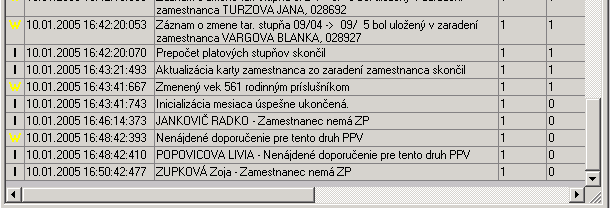 zamestnanca TURZOVA JANA, 028692
W 10.01.2005 16:42:20:053 Záznam o zmene tar. stupňa 09/04 -> 09/ 5 bol uložený v zaradení 1 1
zamestnanca VARGOVA BLANKA, 028927
I 10.01.2005 16:42:20:070 Prepočet platových stupňov skončil 1 1
I 10.01.2005 16:43:21:493 Aktualizácia karty zamestnanca zo zaradení zamestnanca skončil 1 1
W 10.01.2005 16:43:41:667 Zmenený vek 561 rodinným príslušníkom 1 1
I 10.01.2005 16:43:41:743 Inicializácia mesiaca úspešne ukončená. 1 0
I 10.01.2005 16:46:14:373 JANKOVIČ RADKO - Zamestnanec nemá ZP 1 0
W 10.01.2005 16:48:42:393 Nenájdené doporučenie pre tento druh PPV 1 0
I 10.01.2005 16:48:42:410 POPOVICOVA LIVIA - Nenájdené doporučenie pre tento druh PPV 1 0
I 10.01.2005 16:50:42:477 ZUPKOVÁ Zoja - Zamestnanec nemá ZP 1 0